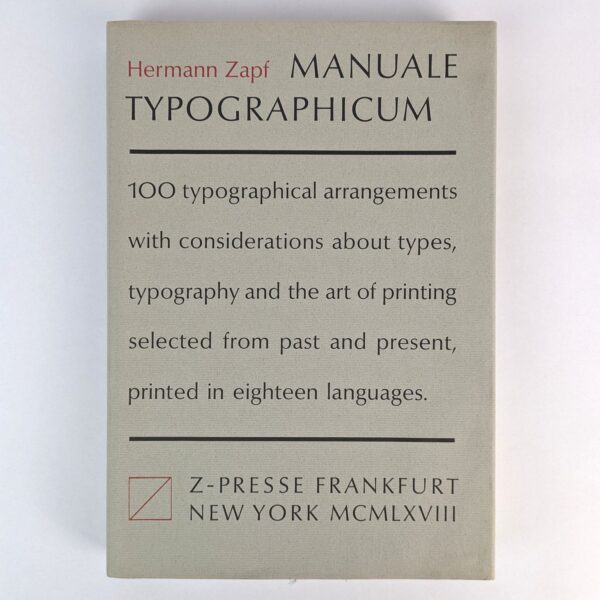 Hermann Zapf MANUALE
TYPOGRAPHICUM
100 typographical arrangements
with considerations about types,
typography and the art of printing
selected from past and present,
printed in eighteen languages.
Z-PRESSE FRANKFURT
NEW YORK MCMLXVIII